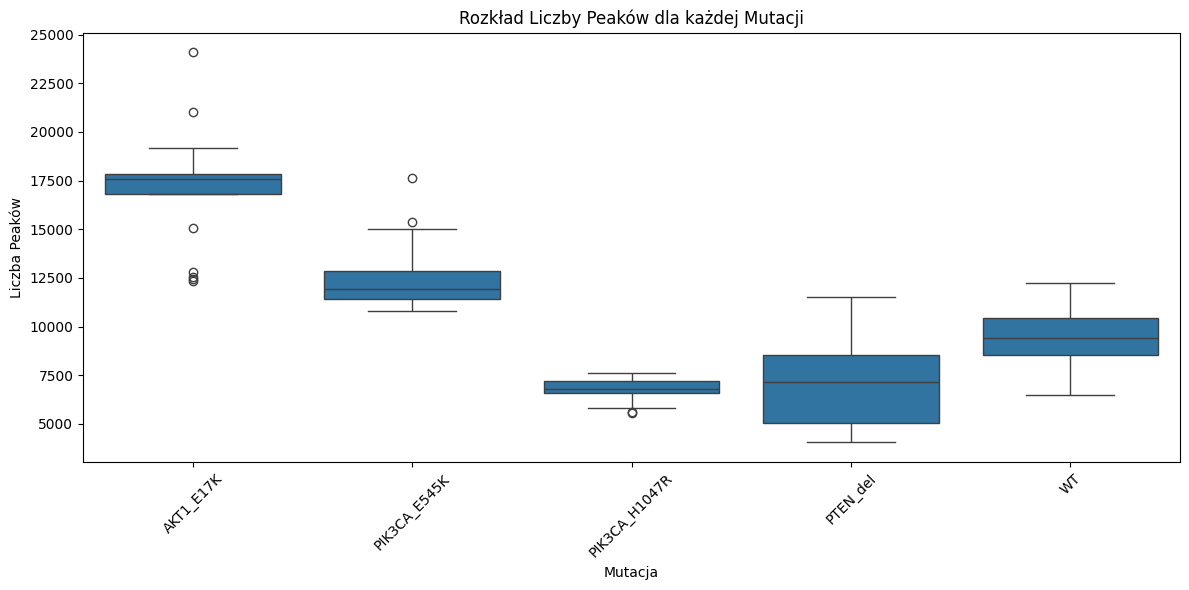 Rozkład Liczby Peaków dla każdej Mutacji
25000
22500
20000
17500
15000
12500
10000
7500
5000
Liczba Peaków
AKT1_E17K
PIK3CA_E545K
PIK3CA_H1047R
PTEN_del
WT
Mutacja